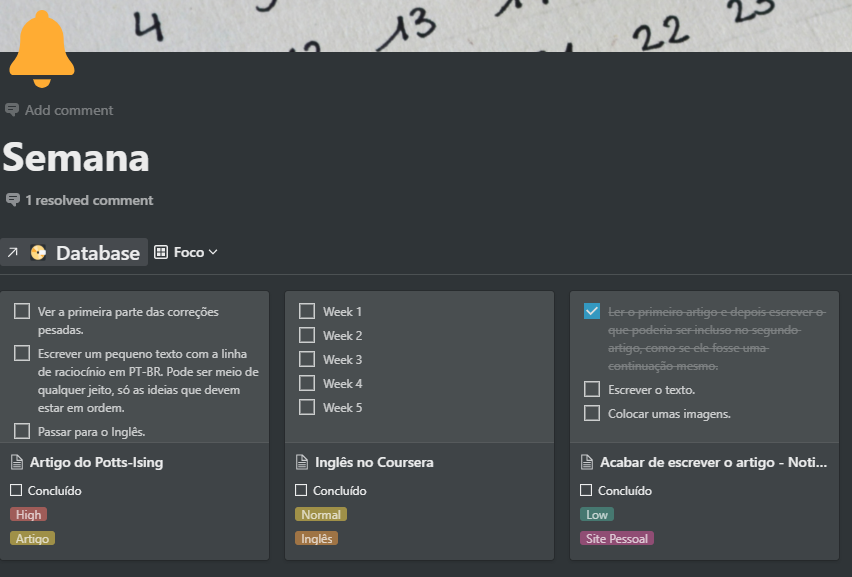 4
13
22
23
Add comment
Semana
1 resolved comment
Database
Foco
Ver a primeira parte das correções
pesadas.
Escrever um pequeno texto com a linha
de raciocínio em PT-BR. Pode ser meio de
qualquer jeito, só as ideias que devem
estar em ordem.
Passar para o Inglês.
Artigo do Potts-Ising
Concluído
High
Artigo
Week 1
Week 2
Week 3
Week 4
Week 5
Inglês no Coursera
Concluído
Normal
Inglês
Ler o primeiro artigo e depois escrever o
que poderia ser incluso no segundo
artigo, como se ele fosse uma
continuação mesmo.
Escrever o texto.
Colocar umas imagens.
Acabar de escrever o artigo - Noti...
Concluído
Low
Site Pessoal